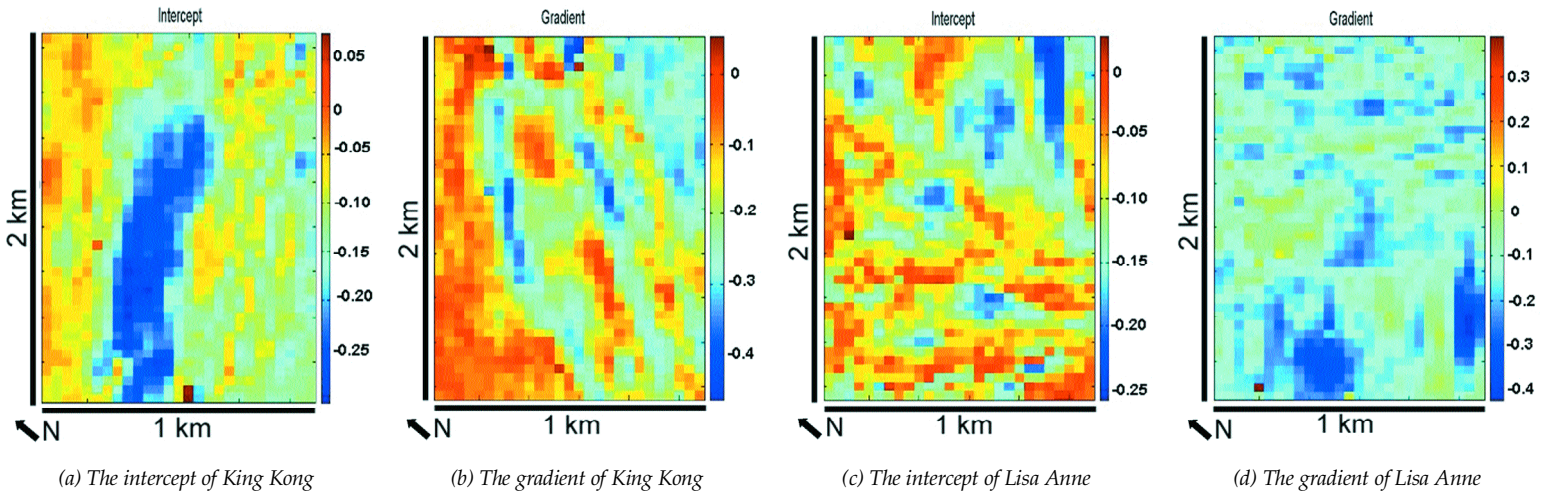 Intercept
0.05
0
-0.05
-0.10
-0.15
-0.20
-0.25
2 km
N
1 km
(a) The intercept of King Kong
Gradient
0
-0.1
-0.2
-0.3
-0.4
2 km
N
1 km
(b) The gradient of King Kong
Intercept
0
-0.05
-0.10
-0.15
-0.20
-0.25
2 km
N
1 km
(c) The intercept of Lisa Anne
Gradient
0.3
0.2
0.1
0
-0.1
-0.2
-0.3
-0.4
2 km
N
1 km
(d) The gradient of Lisa Anne